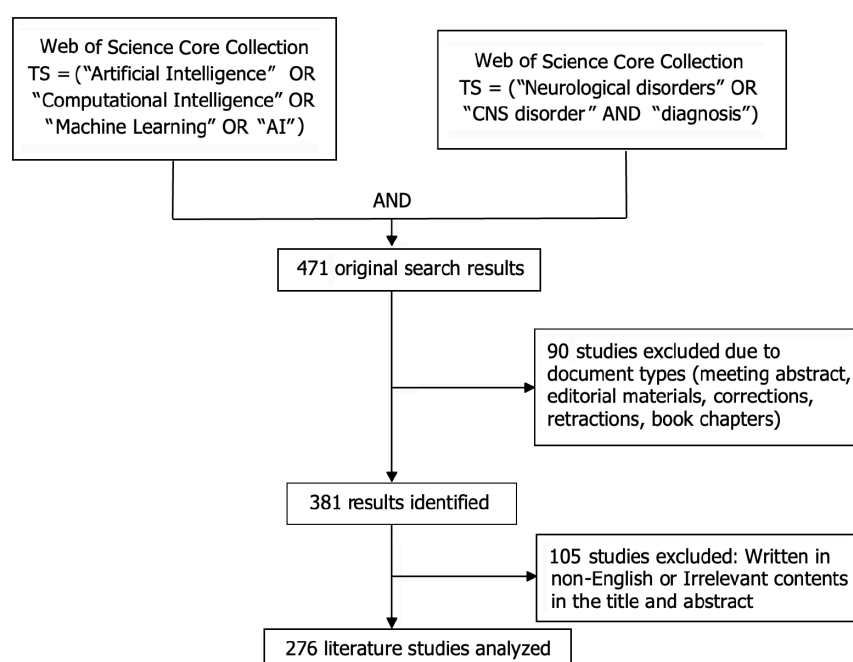 Web of Science Core Collection
TS = (“Artificial Intelligence” OR
“Computational Intelligence” OR
“Machine Learning” OR “AI”)
Web of Science Core Collection
TS = (“Neurological disorders” OR
“CNS disorder” AND “diagnosis”)
AND
471 original search results
90 studies excluded due to
document types (meeting abstract,
editorial materials, corrections,
retractions, book chapters)
381 results identified
105 studies excluded: Written in
non-English or Irrelevant contents
in the title and abstract
276 literature studies analyzed